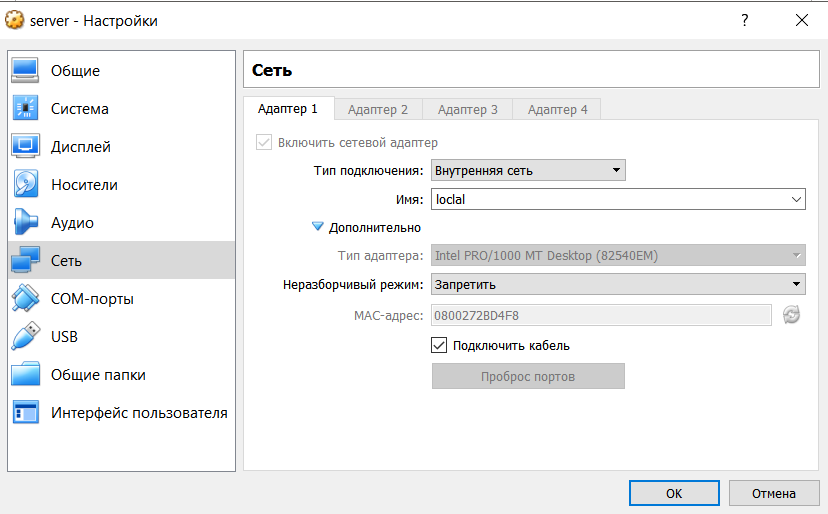 server - Настройки
?
Общие
Система
Дисплей
Носители
Аудио
Сеть
COM-порты
USB
Общие папки
Интерфейс пользователя
Сеть
Адаптер 1 Адаптер 2 Адаптер 3 Адаптер 4
Включить сетевой адаптер
Тип подключения: Внутренняя сеть
Имя: loclal
Дополнительно
Тип адаптера: Intel PRO/1000 MT Desktop (82540EM)
Неразборчивый режим: Запретить
MAC-адрес: 0800272BD4F8
Подключить кабель
Проброс портов
OK Отмена